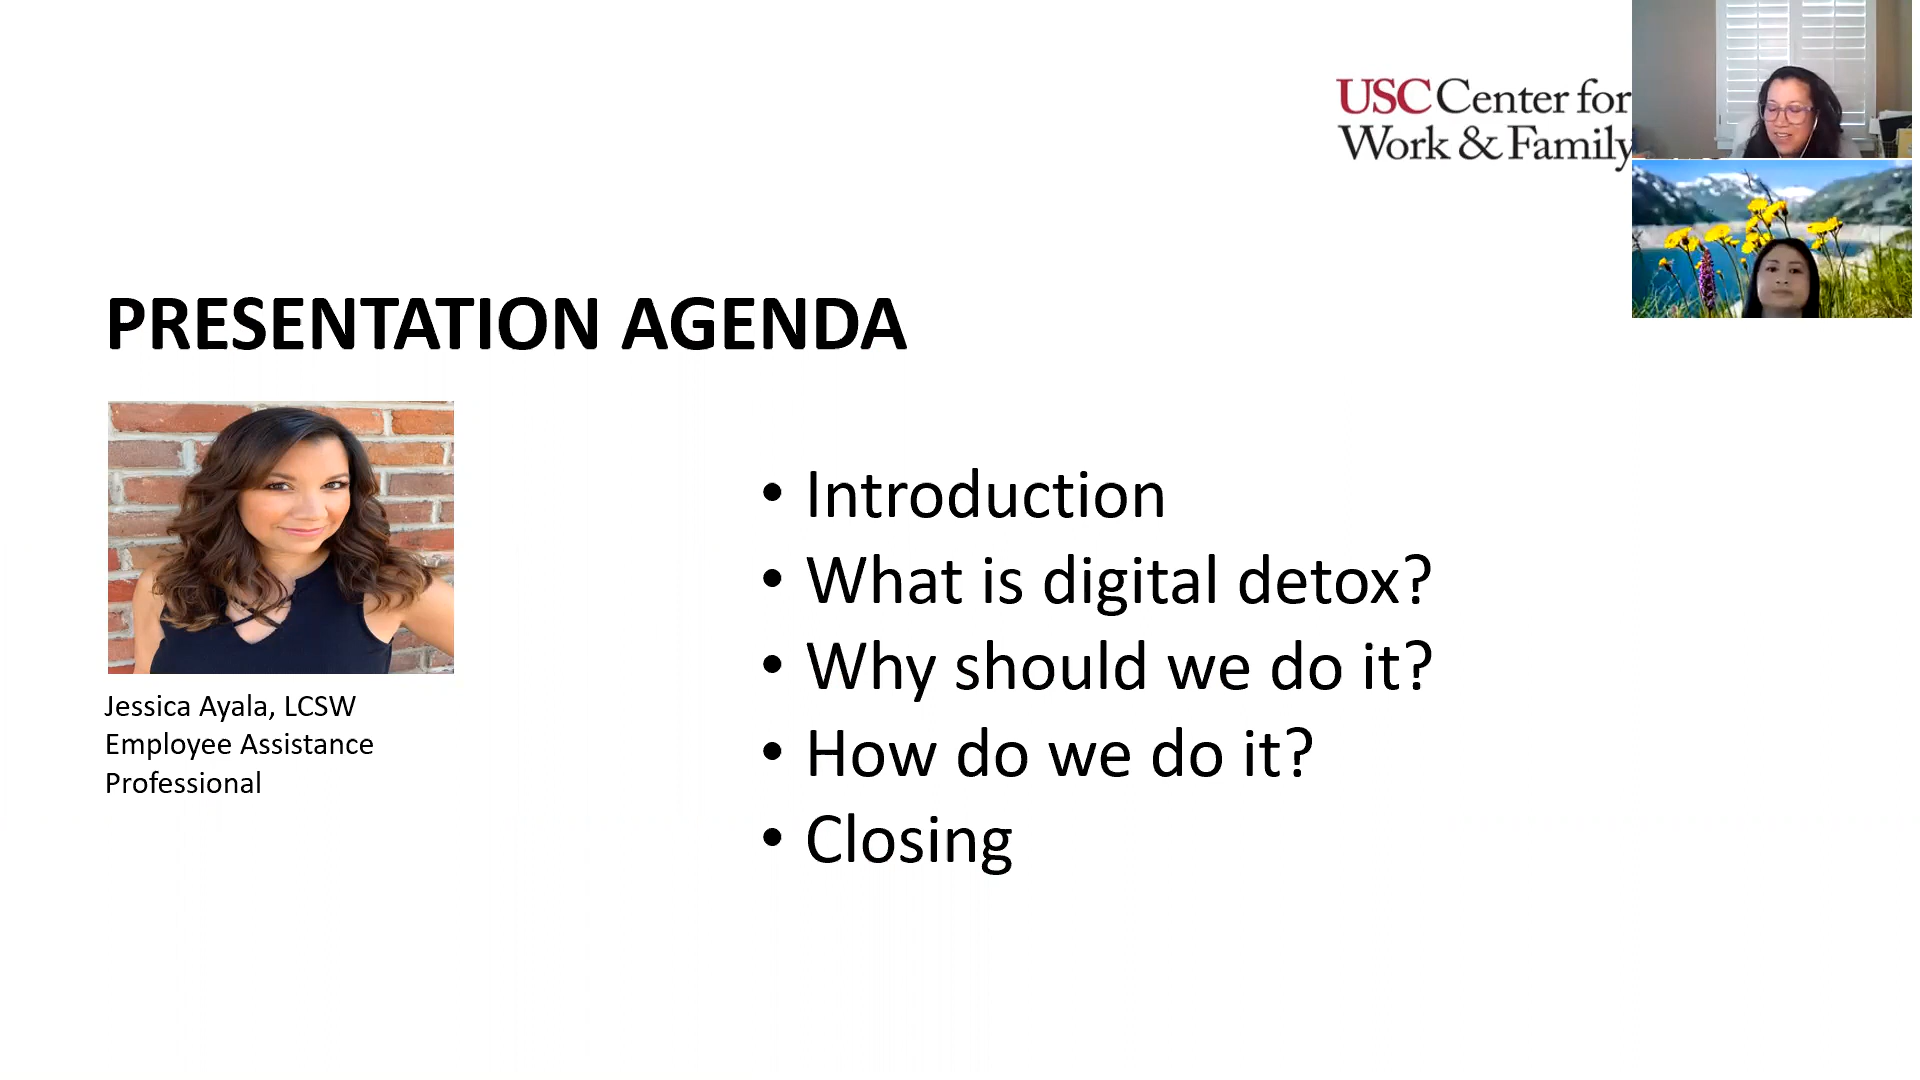 USC Center for
Work & Family
PRESENTATION AGENDA
Jessica Ayala, LCSW
Employee Assistance
Professional
• Introduction
• What is digital detox?
• Why should we do it?
• How do we do it?
• Closing